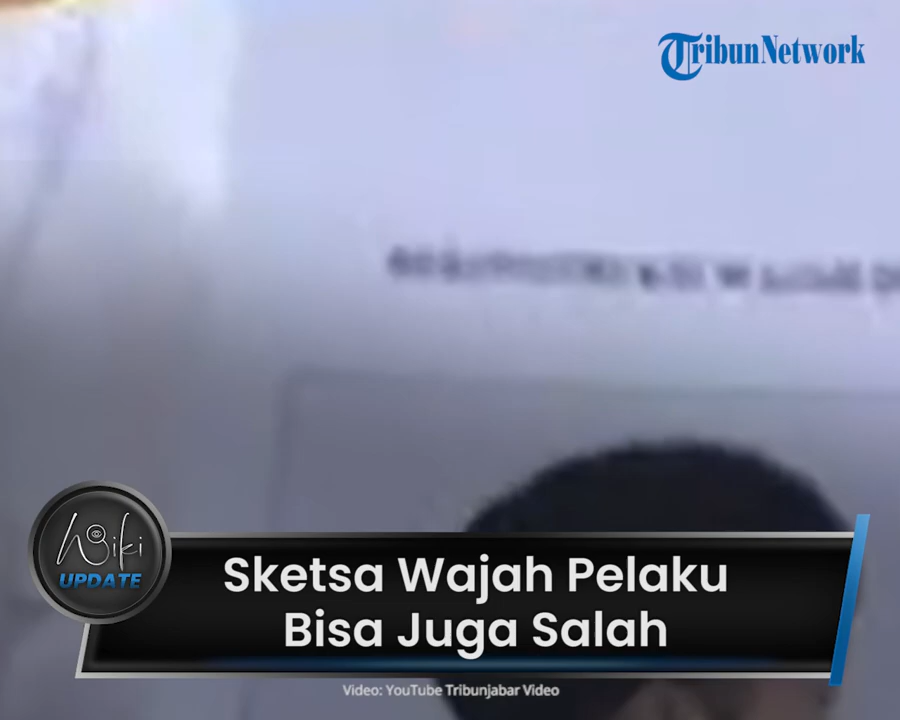 TribunNetwork
Wiki
UPDATE
Sketsa Wajah Pelaku
Bisa Juga Salah
Video: YouTube Tribunjabar Video